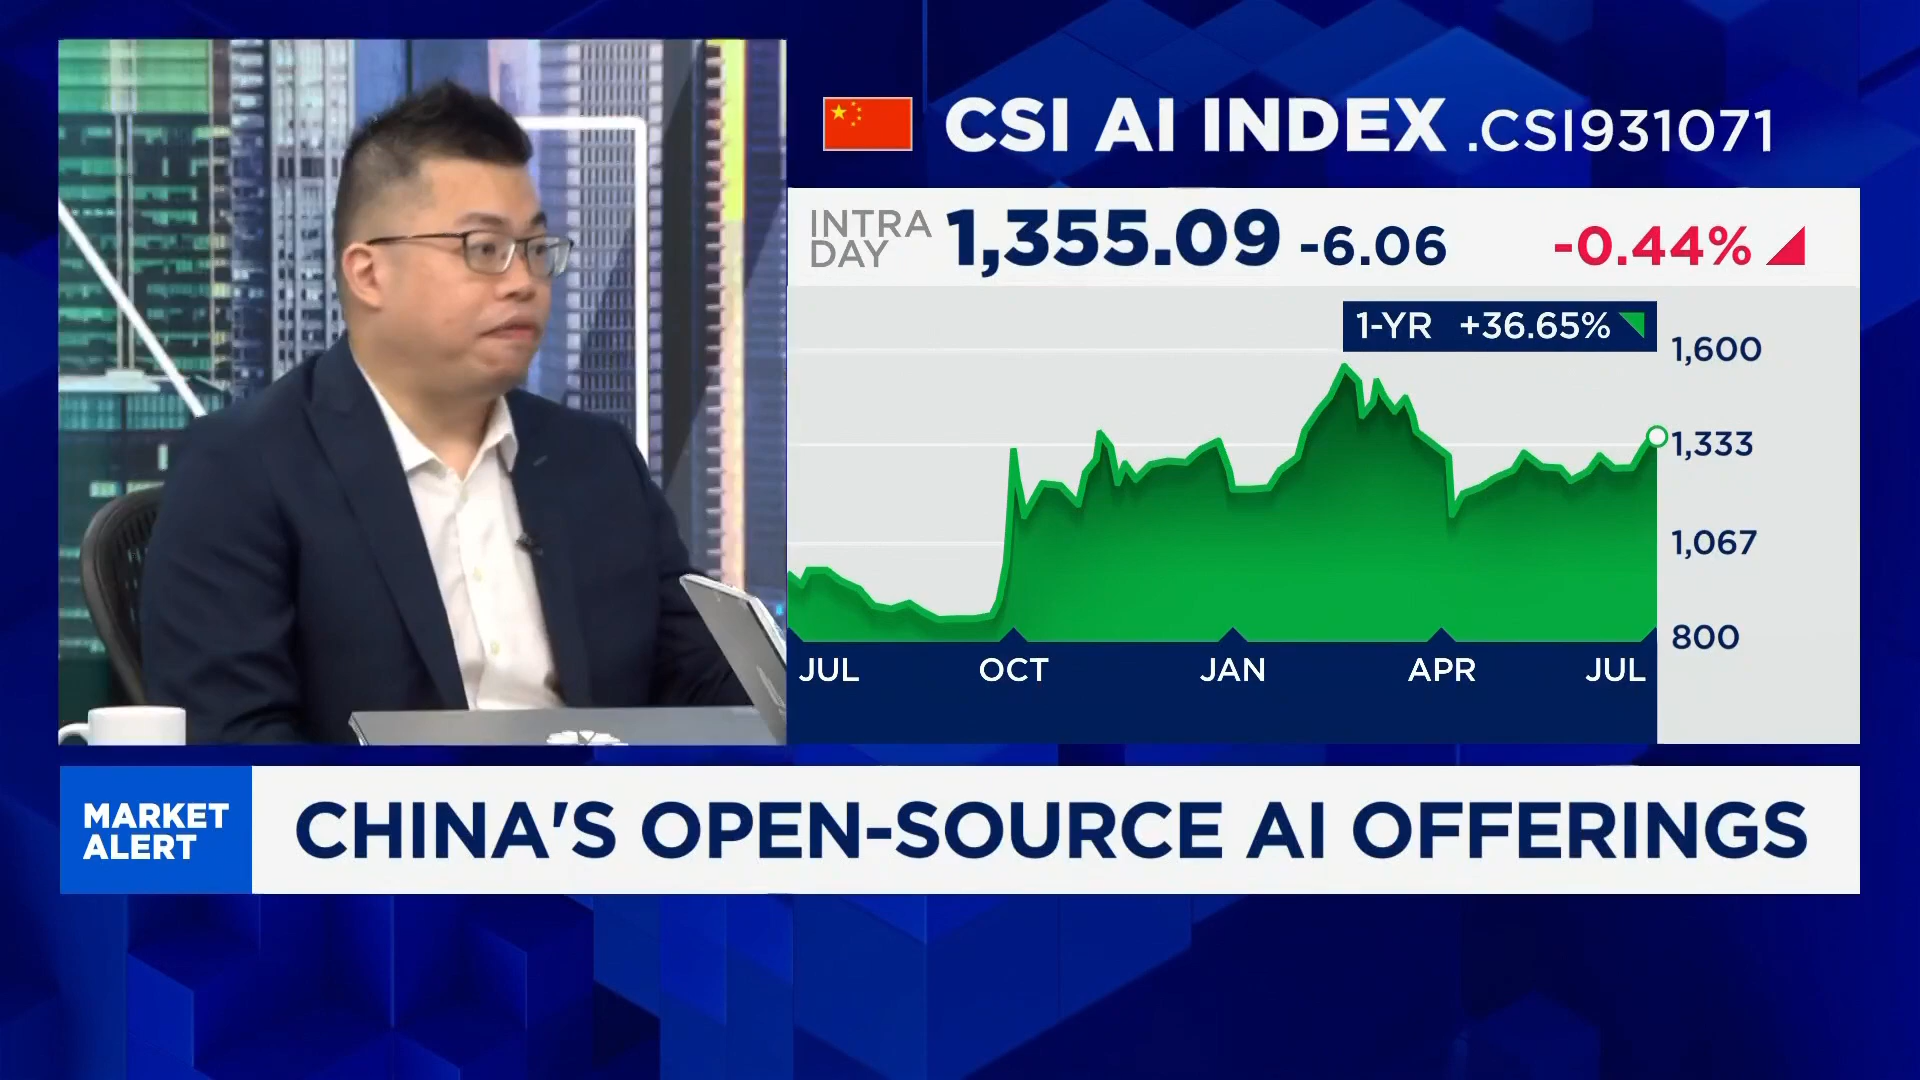 CSI AI INDEX .CSI931071
INTRA
DAY
1,355.09 -6.06 -0.44%
1-YR +36.65%
1,600
1,333
1,067
800
JUL OCT JAN APR JUL
MARKET
ALERT
CHINA'S OPEN-SOURCE AI OFFERINGS